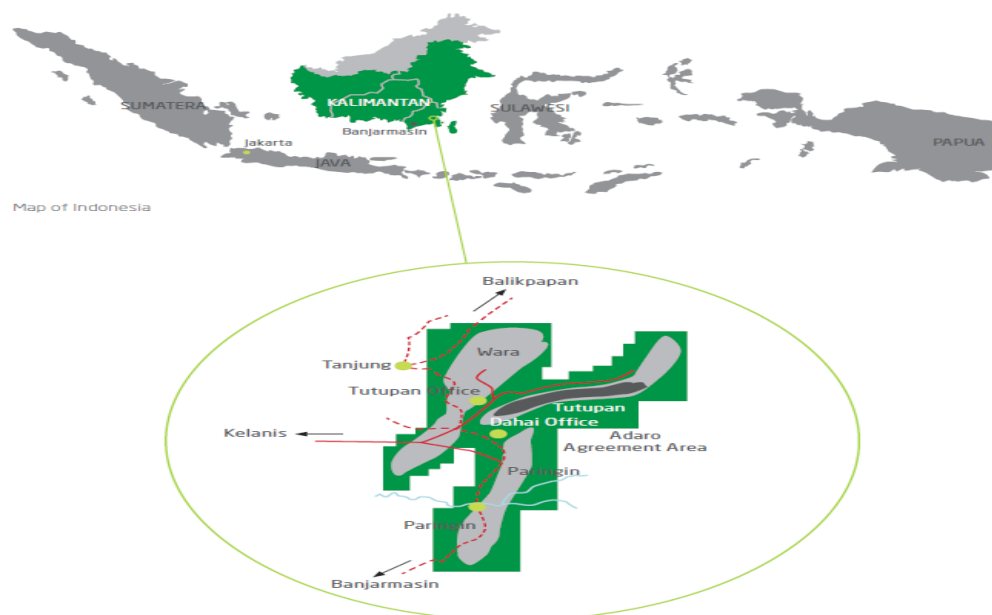 KALIMANTAN
SUMATERA
SULAWESI
Banjarmasin
Jakarta
JAVA
PAPUA
Map of Indonesia
Balikpapan
Wara
Tanjung
Tutupan Office
Tutupan
Dahai Office
Kelanis
Adaro
Agreement Area
Paringin
Paringin
Banjarmasin